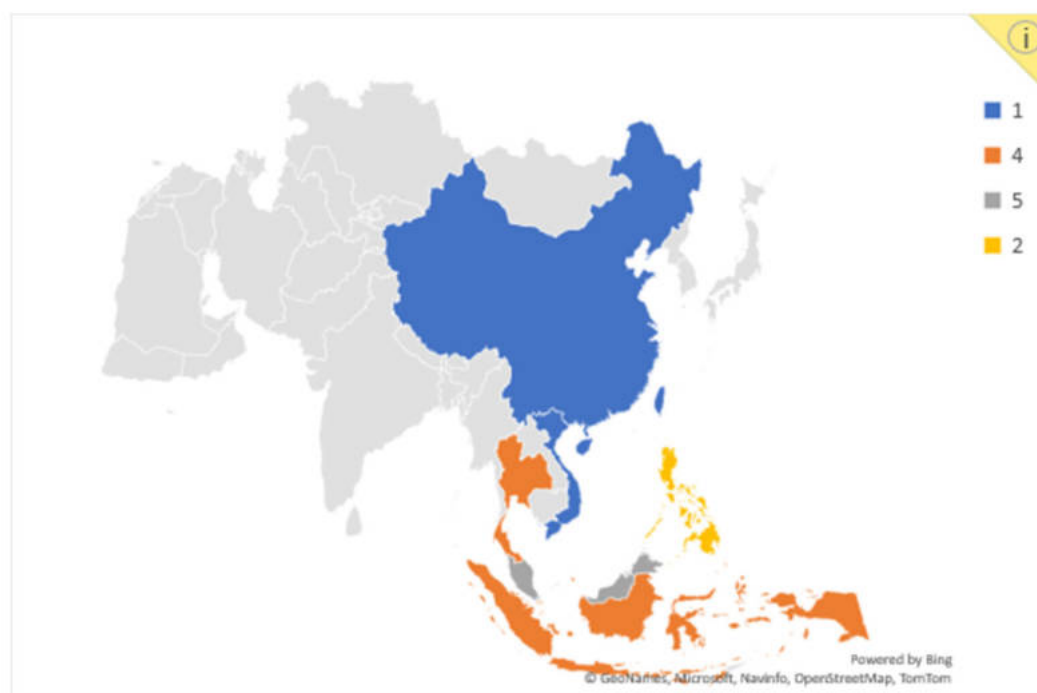 i
1
4
5
2
Powered by Bing
© GeoNames, Microsoft, Navinfo, OpenStreetMap, TomTom